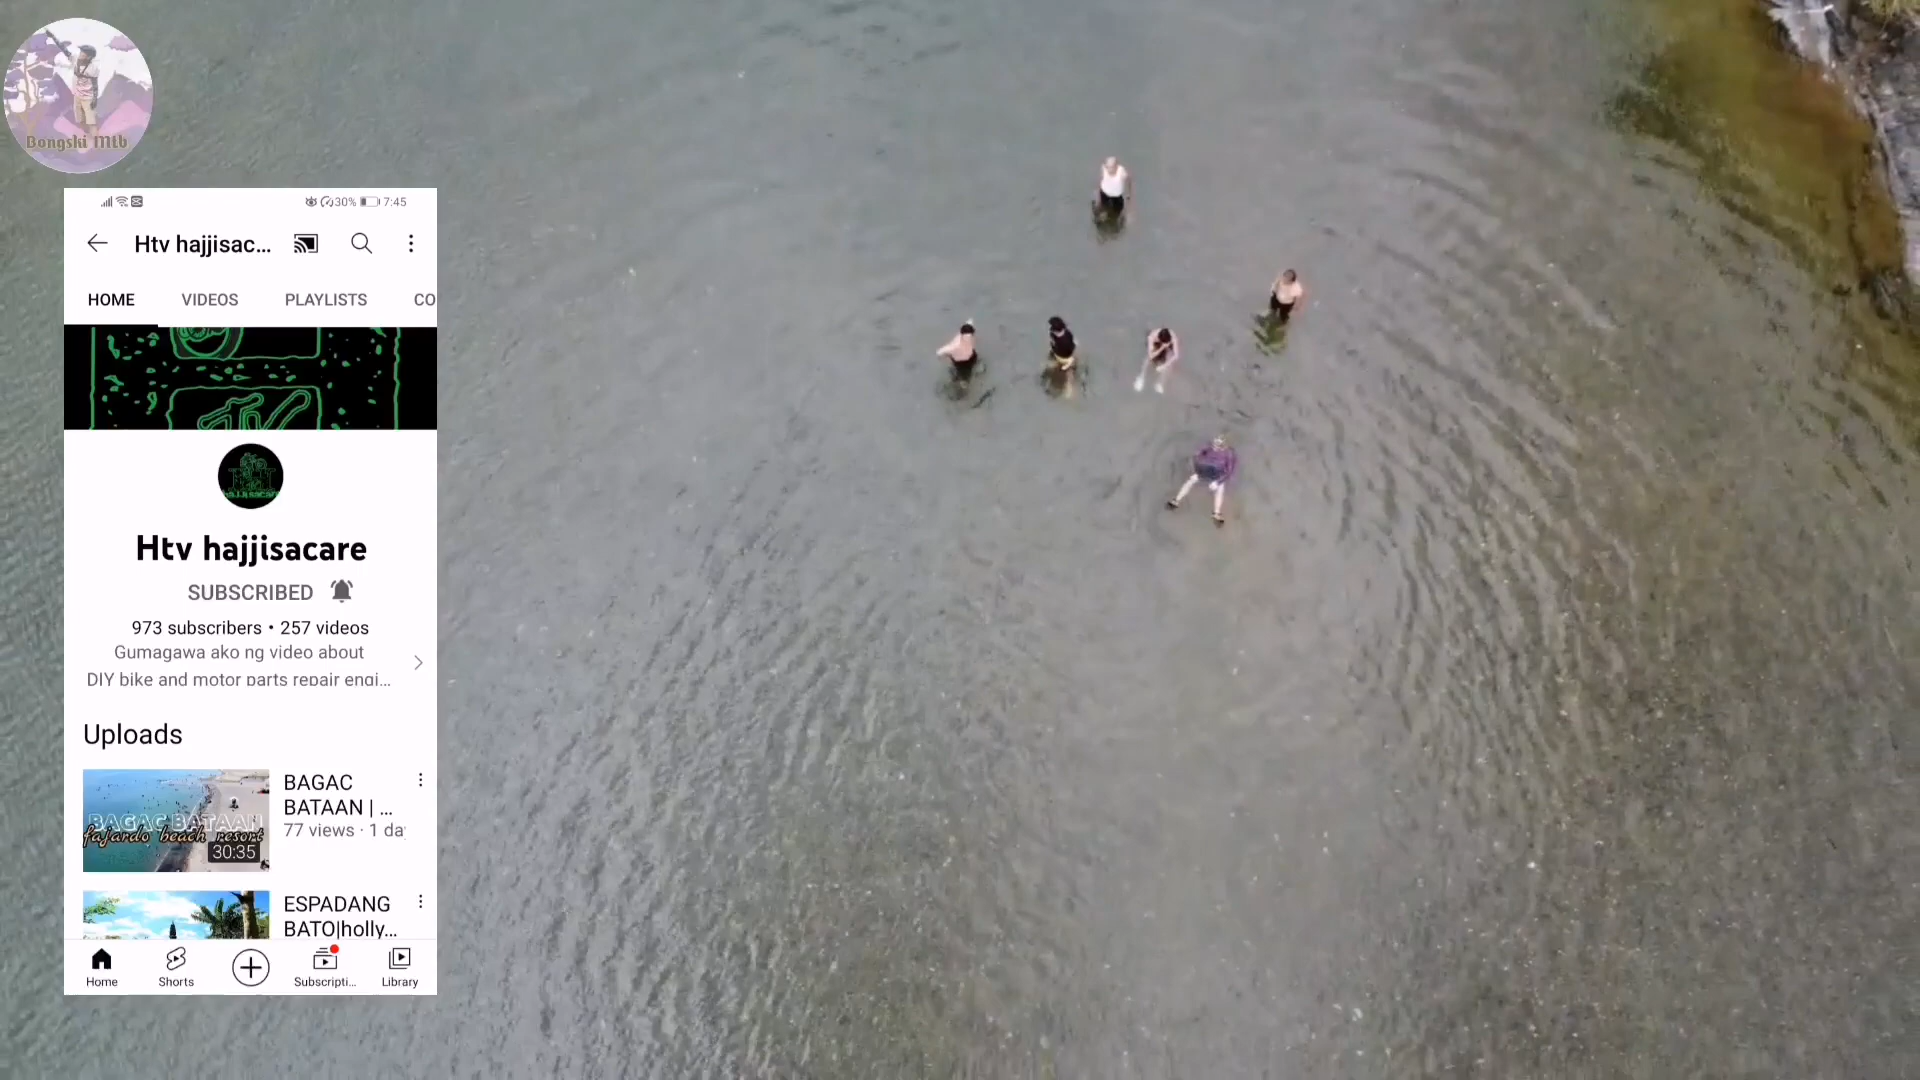 Bongski Mtb
30% 7:45
Htv hajjisac...
HOME VIDEOS PLAYLISTS CO
TV
Htv hajjisacare
SUBSCRIBED
973 subscribers • 257 videos
Gumagawa ako ng video about
DIY bike and motor parts repair engi...
Uploads
BAGAC BATAAN
fajardo beach resort
30:35
BAGAC
BATAAN | ...
77 views · 1 da
ESPADANG
BATO|holly...
Home Shorts Subscripti... Library